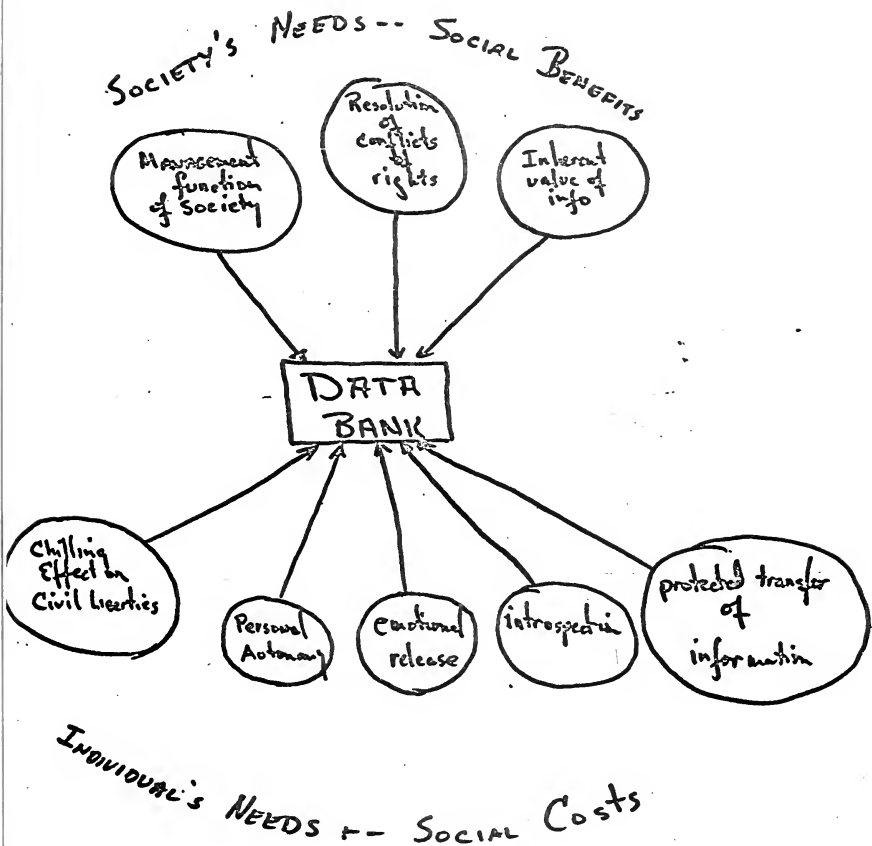 SOCIETY'S NEEDS -- SOCIAL BENEFITS
Management
function
of Society
Resolution
of
conflicts
of
rights
Inherent
value of
info
DATA
BANK
Chilling
Effect on
Civil Liberties
Personal
Autonomy
emotional
release
introspection
protected transfer
of
information
INDIVIDUAL'S NEEDS -- SOCIAL COSTS